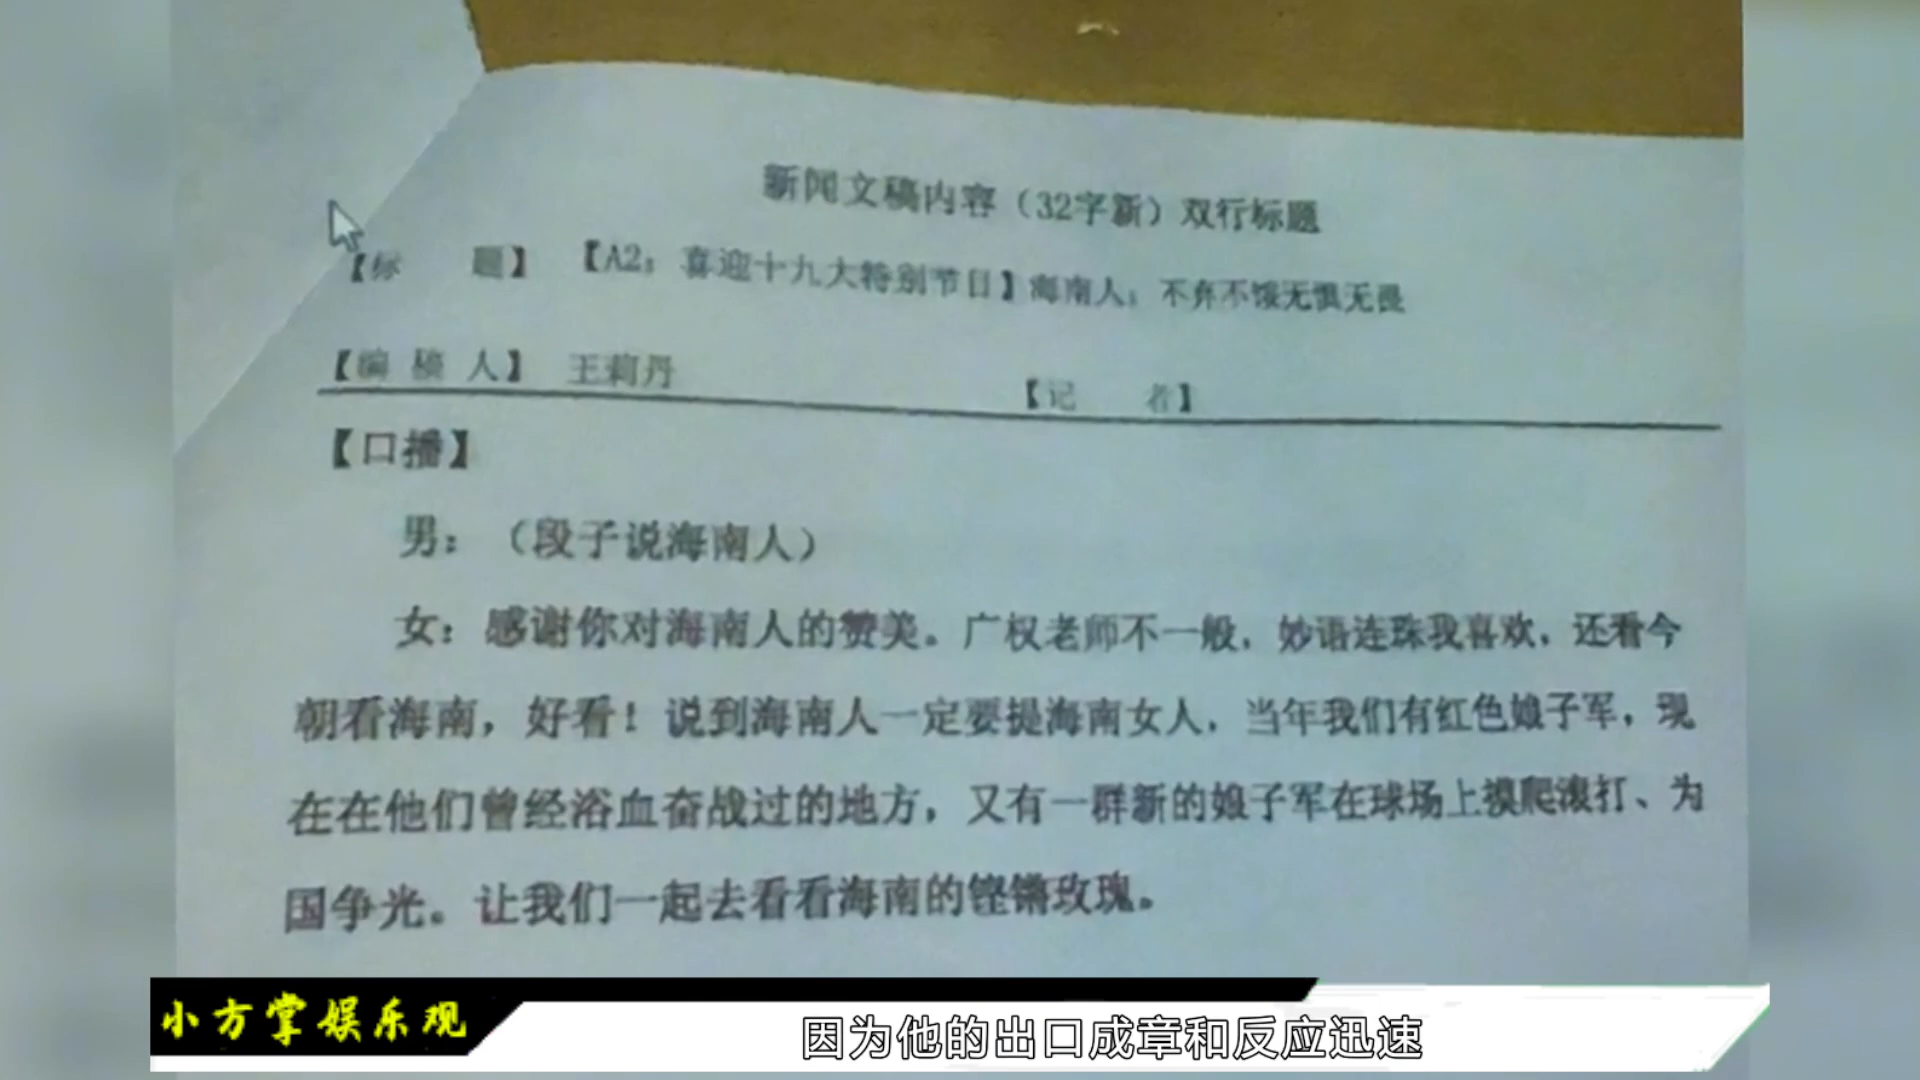 新闻文稿内容（32字新）双行标题
【标 题】 【A2：喜迎十九大特别节目】海南人：不弃不馁无惧无畏
【编 稿 人】 王莉丹 【记 者】
【口播】
男：（段子说海南人）
女：感谢你对海南人的赞美。广权老师不一般，妙语连珠我喜欢，还看今
朝看海南，好看！说到海南人一定要提海南女人，当年我们有红色娘子军，现
在在他们曾经浴血奋战过的地方，又有一群新的娘子军在球场上摸爬滚打、为
国争光。让我们一起去看看海南的铿锵玫瑰。
小方掌娱乐观
因为他的出口成章和反应迅速